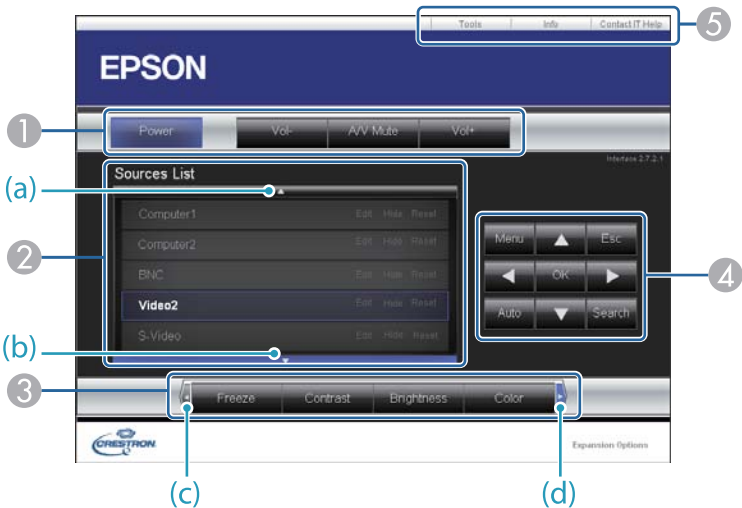 Tools Info Contact IT Help 5
EPSON
1 Power Vol- A/V Mute Vol+
Interface 2.7.2.1
Sources List
(a)
Computer1 Edit Hide Reset
Computer2 Edit Hide Reset
BNC Edit Hide Reset
Video2 Edit Hide Reset
S-Video Edit Hide Reset
2
(b)
Menu Esc
OK 4
Auto Search
3 Freeze Contrast Brightness Color
CRESTRON Expansion Options
(c) (d)